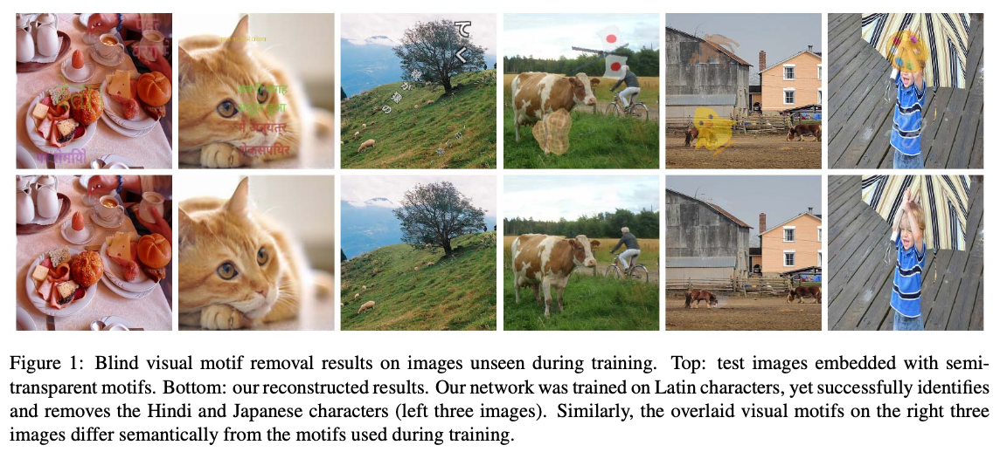 Figure 1: Blind visual motif removal results on images unseen during training. Top: test images embedded with semi-
transparent motifs. Bottom: our reconstructed results. Our network was trained on Latin characters, yet successfully identifies
and removes the Hindi and Japanese characters (left three images). Similarly, the overlaid visual motifs on the right three
images differ semantically from the motifs used during training.